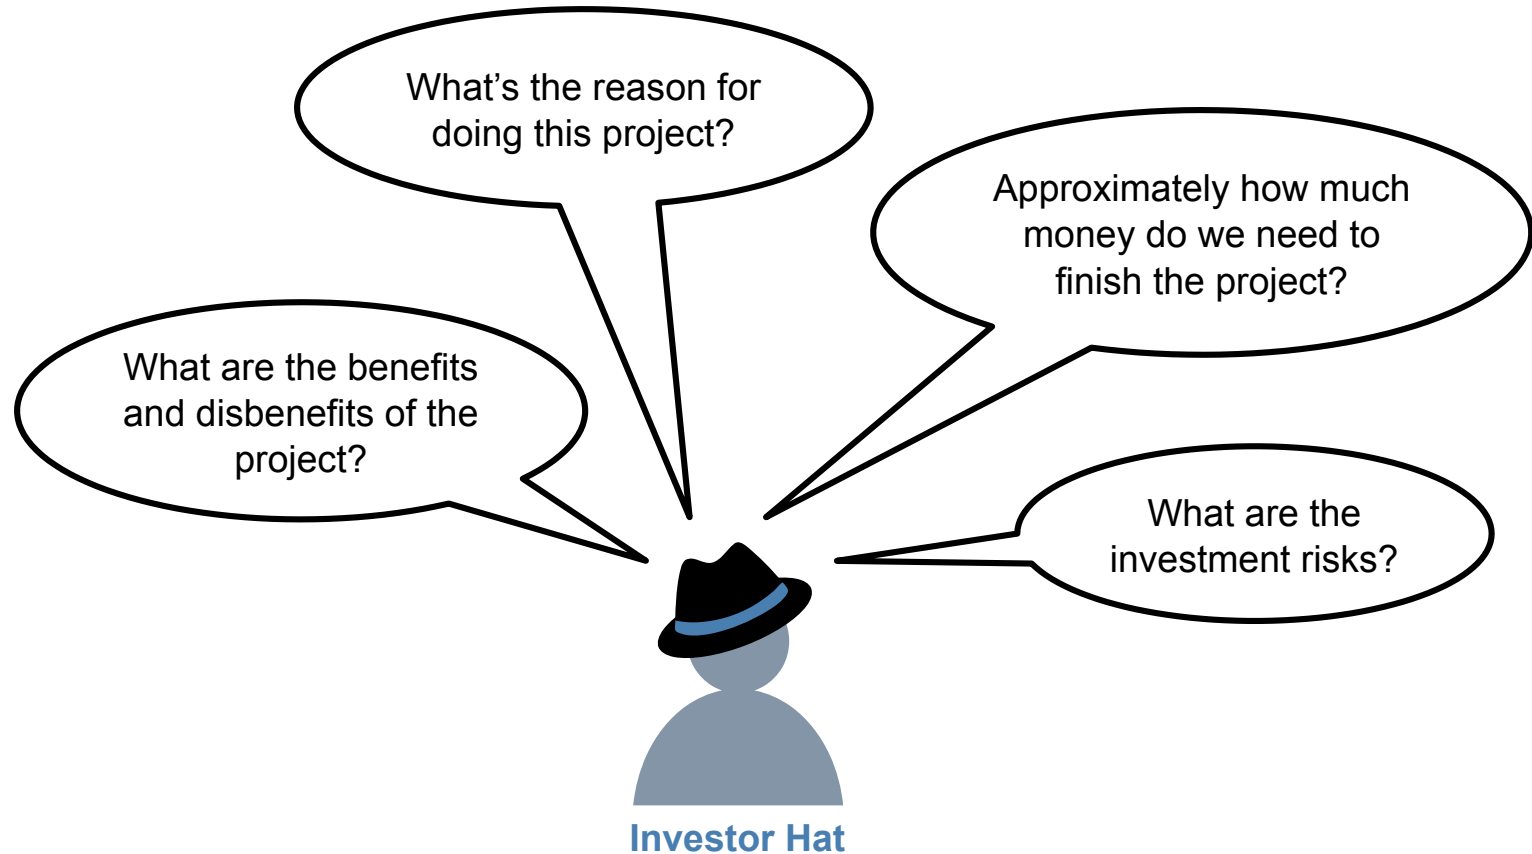 What’s the reason for
doing this project?
Approximately how much
money do we need to
finish the project?
What are the benefits
and disbenefits of the
project?
What are the
investment risks?
Investor Hat